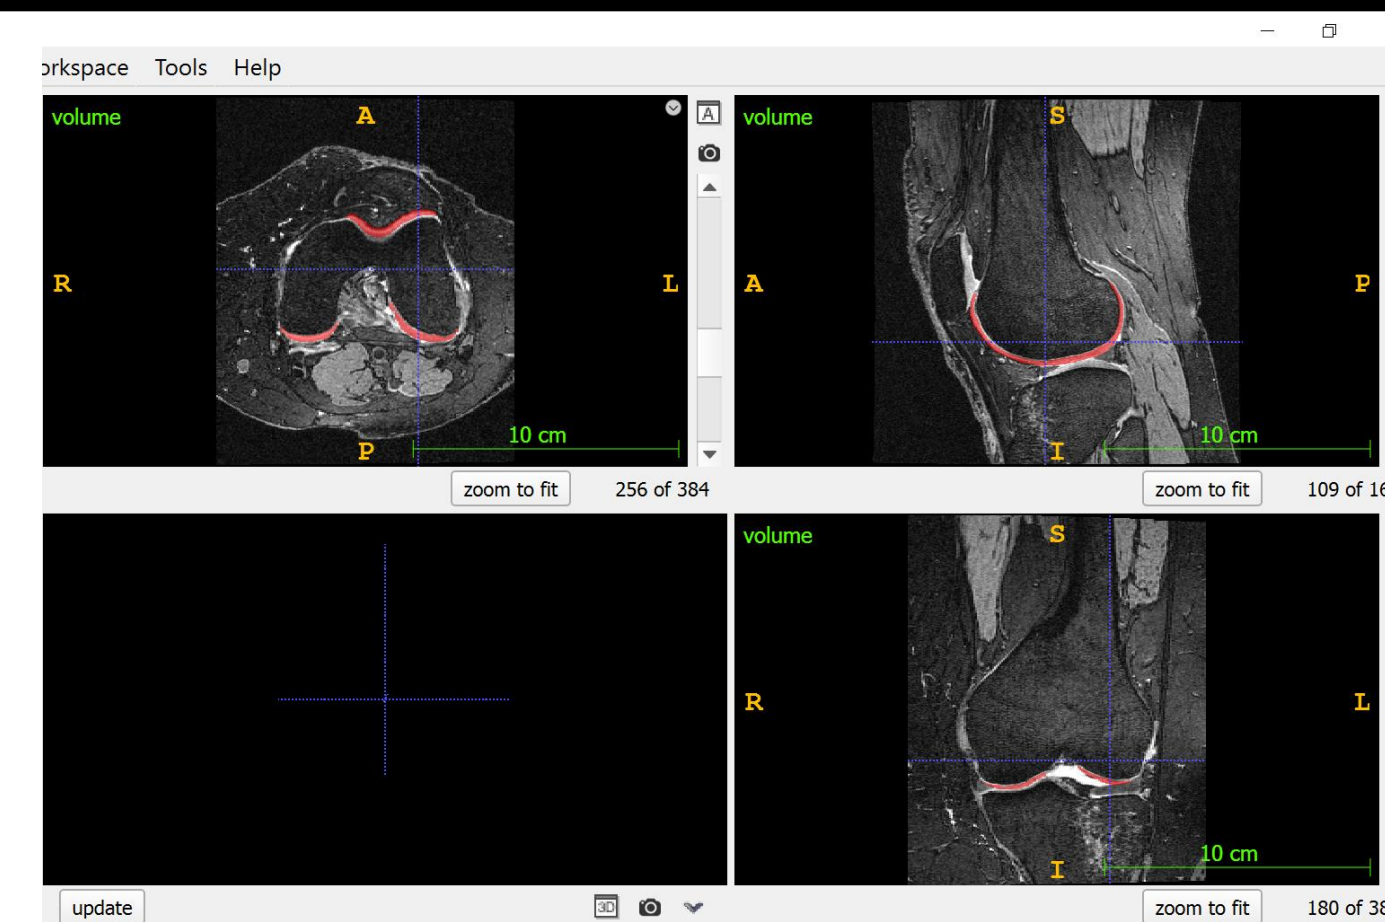 orkspace Tools Help
volume
A
A
R
L
10 cm
P
zoom to fit
256 of 384
volume
S
A
P
10 cm
I
zoom to fit
109 of 16
update
3D
volume
S
R
L
10 cm
I
zoom to fit
180 of 38